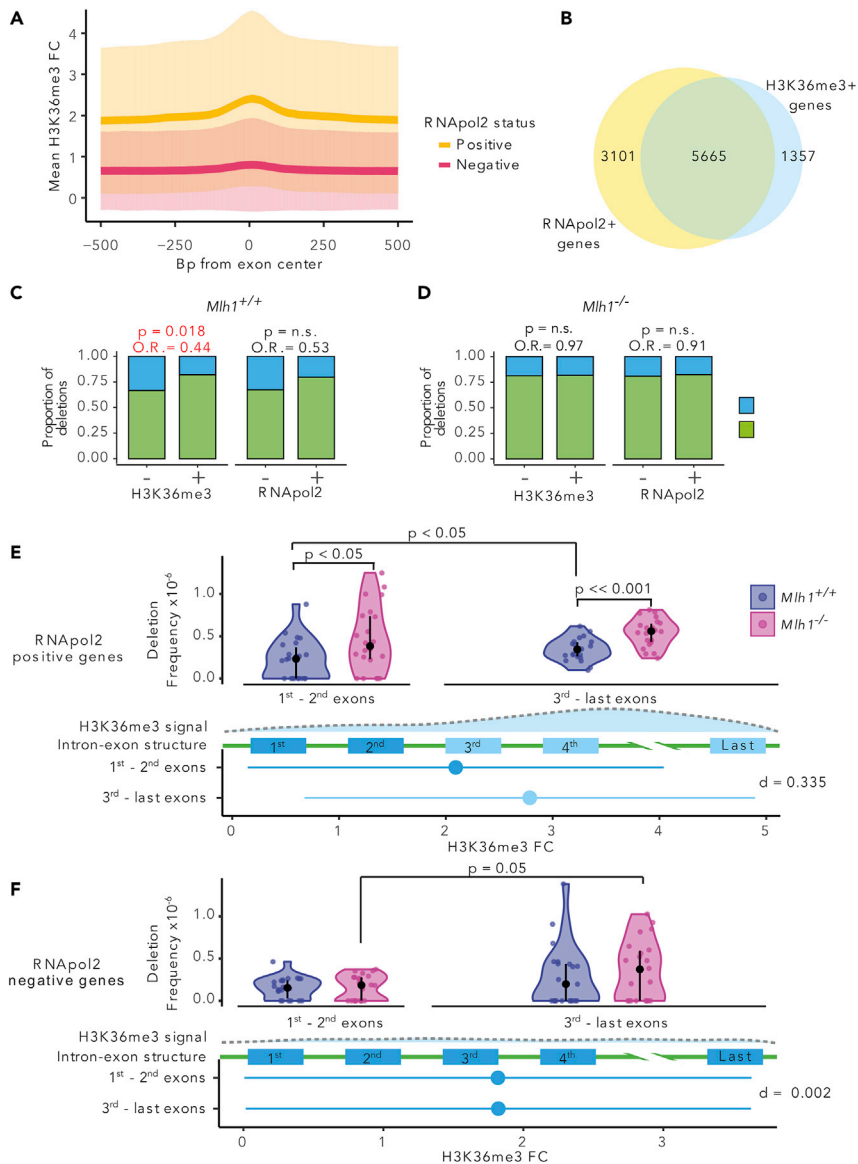 A
Mean H3K36me3 FC
4
3
2
1
0
−500
−250
0
250
500
Bp from exon center
RNApol2 status
Positive
Negative
B
H3K36me3+
genes
3101
5665
1357
RNApol2+
genes
C
Mlh1+/+
p = 0.018
O.R.= 0.44
p = n.s.
O.R.= 0.53
Proportion of
deletions
1.00
0.75
0.50
0.25
0.00
- + - +
H3K36me3
RNApol2
D
Mlh1-/-
p = n.s.
O.R.= 0.97
p = n.s.
O.R.= 0.91
Proportion of
deletions
1.00
0.75
0.50
0.25
0.00
- + - +
H3K36me3
RNApol2
E
p < 0.05
p < 0.05
p << 0.001
RNApol2
positive genes
Deletion
Frequency x10-6
1.0
0.5
0.0
Mlh1+/+
Mlh1-/-
1st - 2nd exons
3rd - last exons
H3K36me3 signal
Intron-exon structure
1st
2nd
3rd
4th
Last
1st - 2nd exons
3rd - last exons
d = 0.335
0 1 2 3 4 5
H3K36me3 FC
F
p = 0.05
RNApol2
negative genes
Deletion
Frequency x10-6
1.0
0.5
0.0
1st - 2nd exons
3rd - last exons
H3K36me3 signal
Intron-exon structure
1st
2nd
3rd
4th
Last
1st - 2nd exons
3rd - last exons
d = 0.002
0 1 2 3
H3K36me3 FC